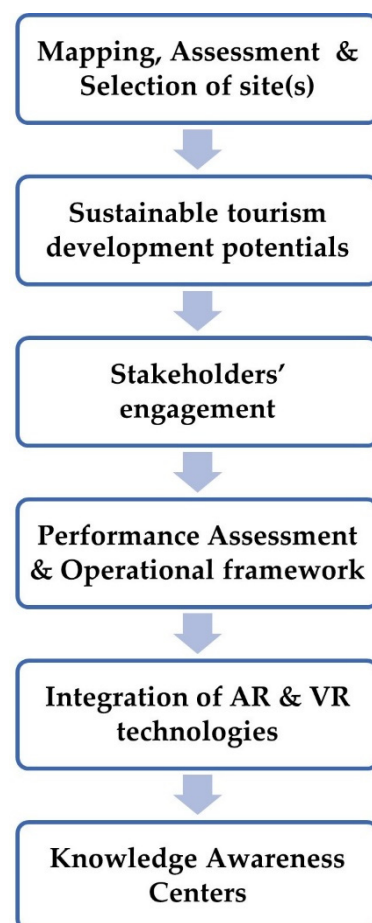 Mapping, Assessment &
Selection of site(s)
Sustainable tourism
development potentials
Stakeholders’
engagement
Performance Assessment
& Operational framework
Integration of AR & VR
technologies
Knowledge Awareness
Centers